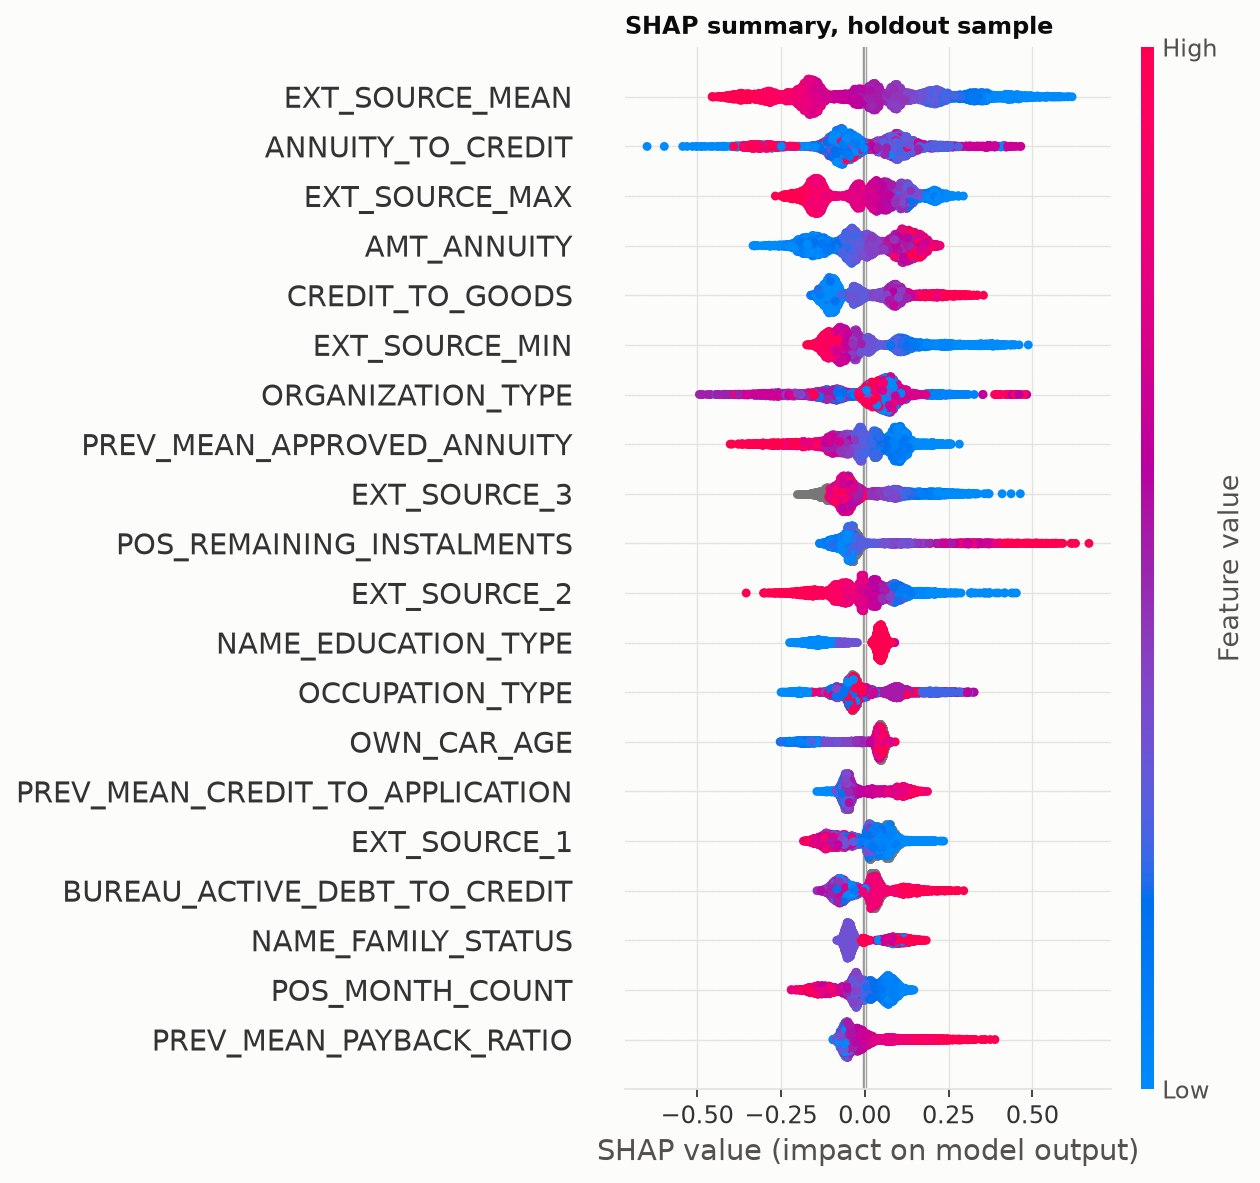 SHAP summary, holdout sample
High
EXT_SOURCE_MEAN
ANNUITY_TO_CREDIT
EXT_SOURCE_MAX
AMT_ANNUITY
CREDIT_TO_GOODS
EXT_SOURCE_MIN
ORGANIZATION_TYPE
PREV_MEAN_APPROVED_ANNUITY
EXT_SOURCE_3
POS_REMAINING_INSTALMENTS
EXT_SOURCE_2
NAME_EDUCATION_TYPE
OCCUPATION_TYPE
OWN_CAR_AGE
PREV_MEAN_CREDIT_TO_APPLICATION
EXT_SOURCE_1
BUREAU_ACTIVE_DEBT_TO_CREDIT
NAME_FAMILY_STATUS
POS_MONTH_COUNT
PREV_MEAN_PAYBACK_RATIO
Feature value
Low
−0.50 −0.25 0.00 0.25 0.50
SHAP value (impact on model output)